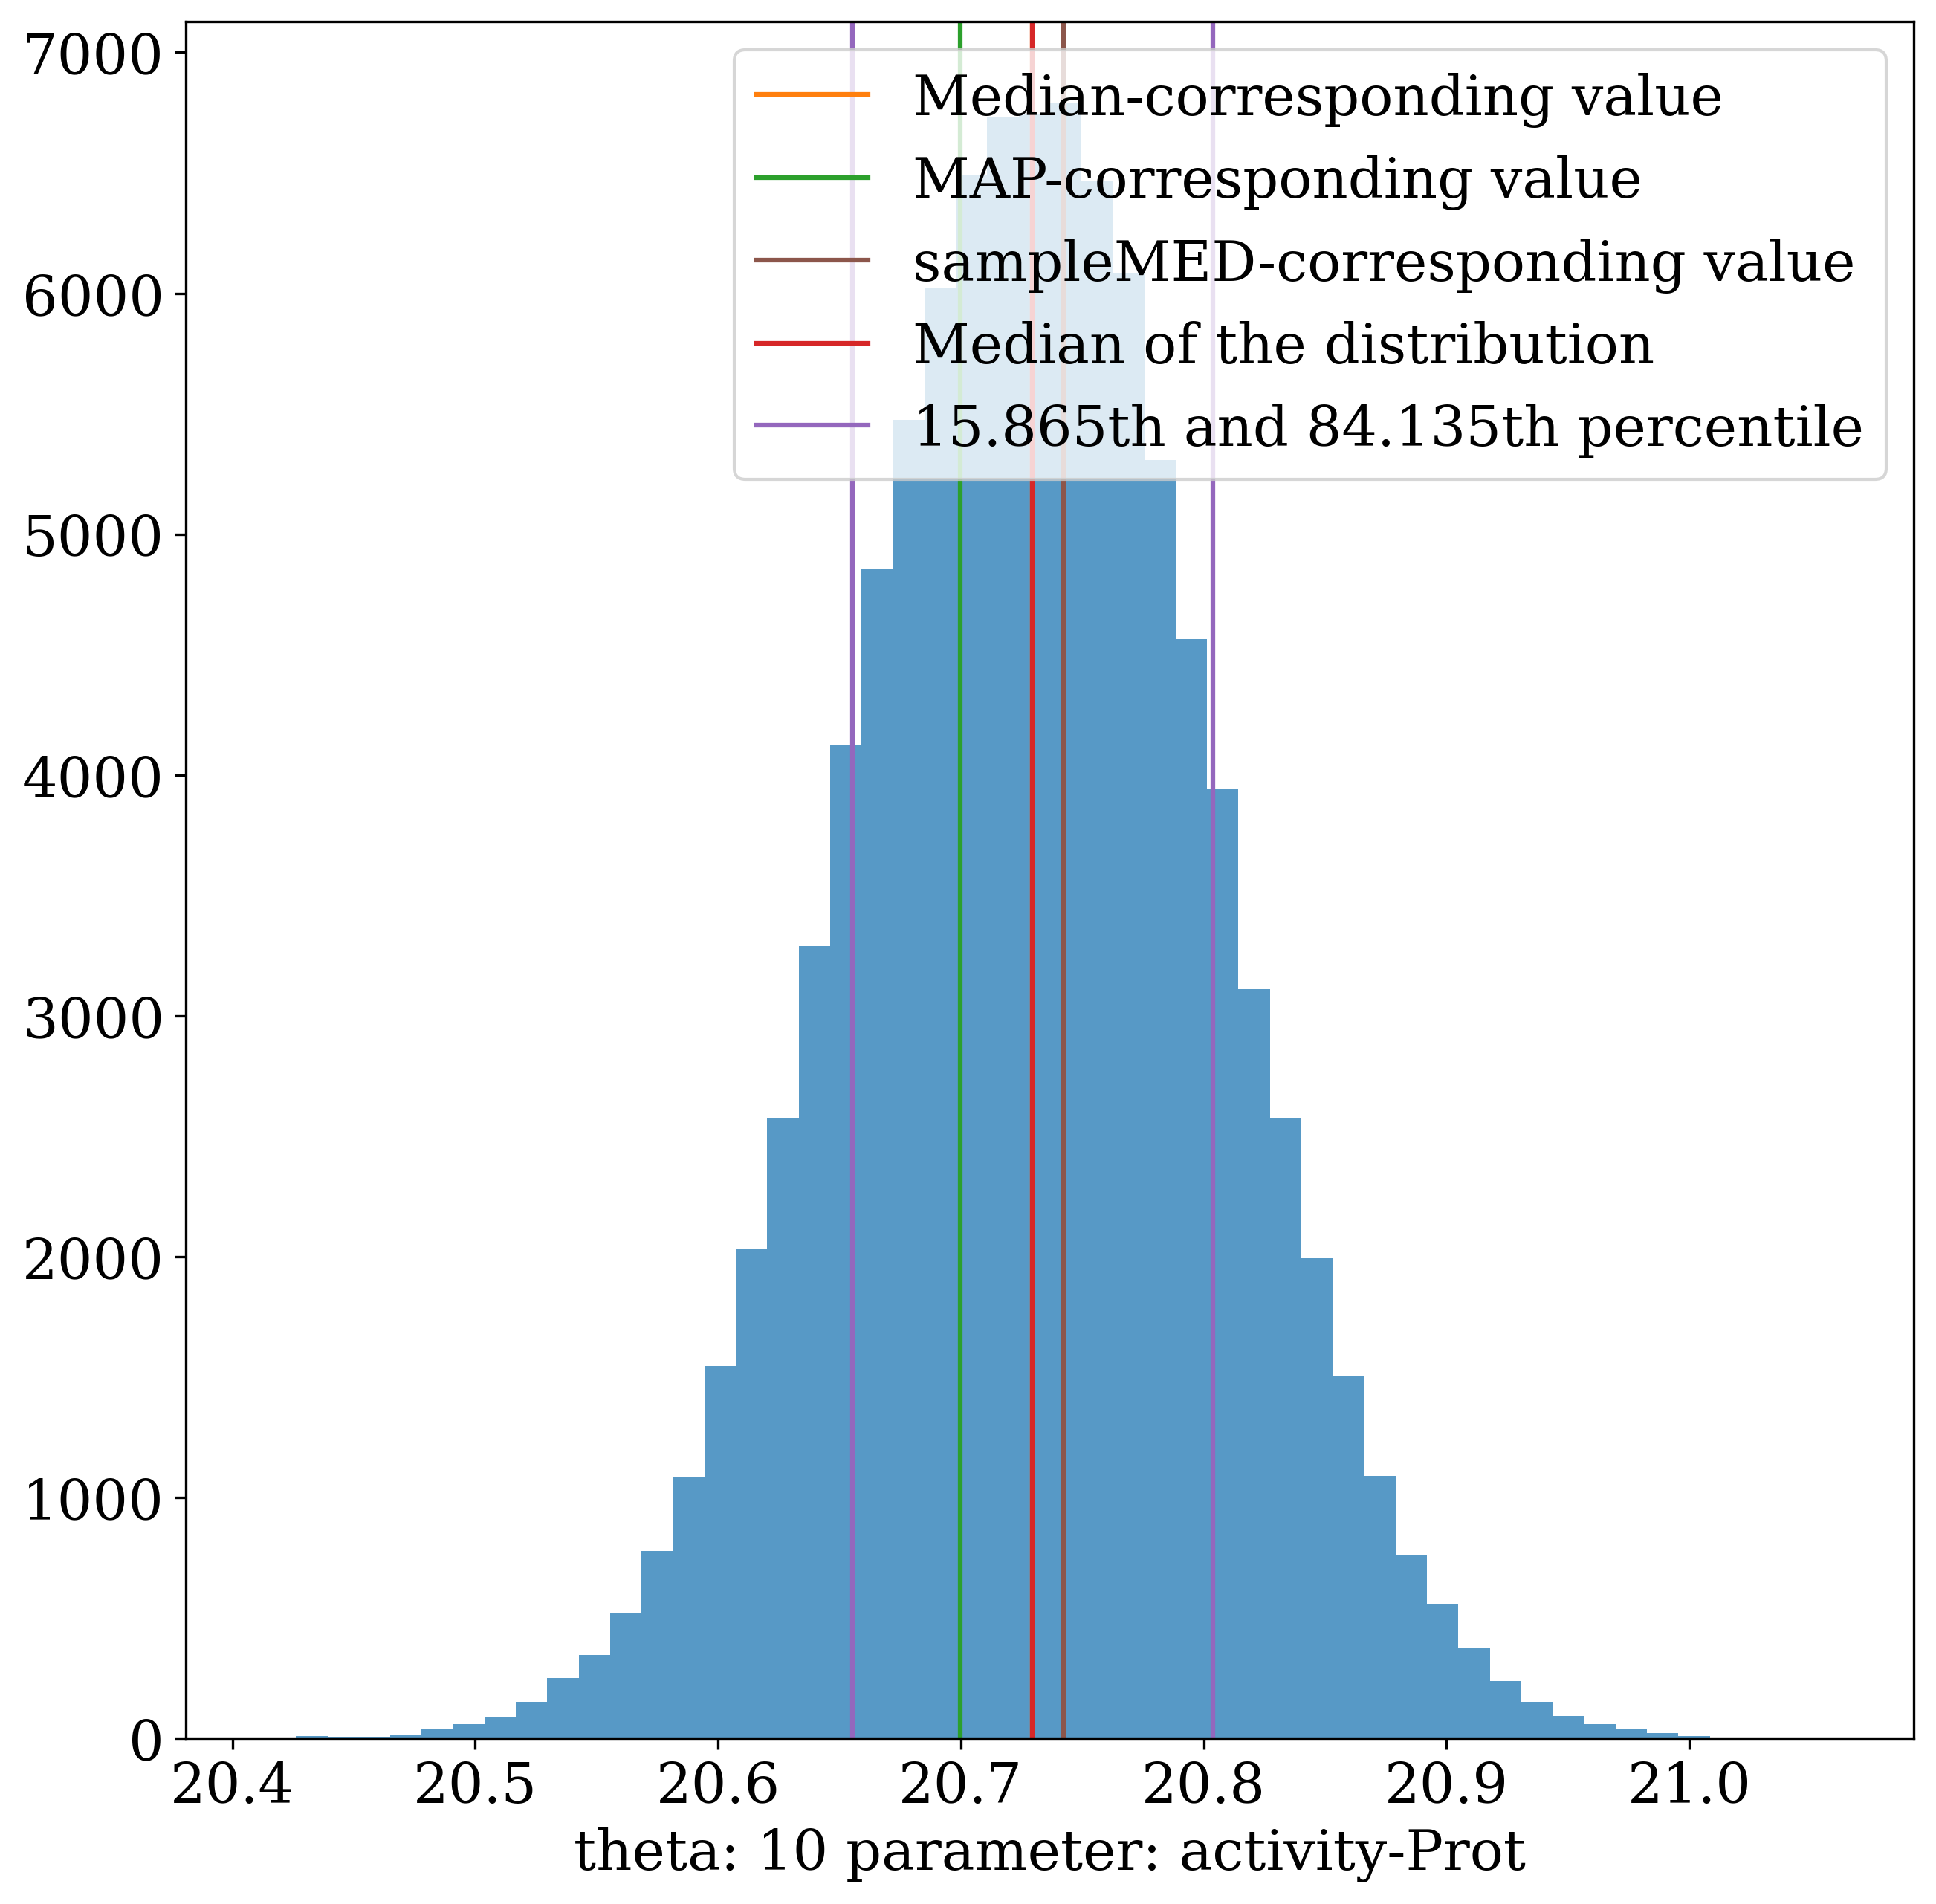 7000
6000
5000
4000
3000
2000
1000
0
Median-corresponding value
MAP-corresponding value
sampleMED-corresponding value
Median of the distribution
15.865th and 84.135th percentile
20.4 20.5 20.6 20.7 20.8 20.9 21.0
theta: 10 parameter: activity-Prot